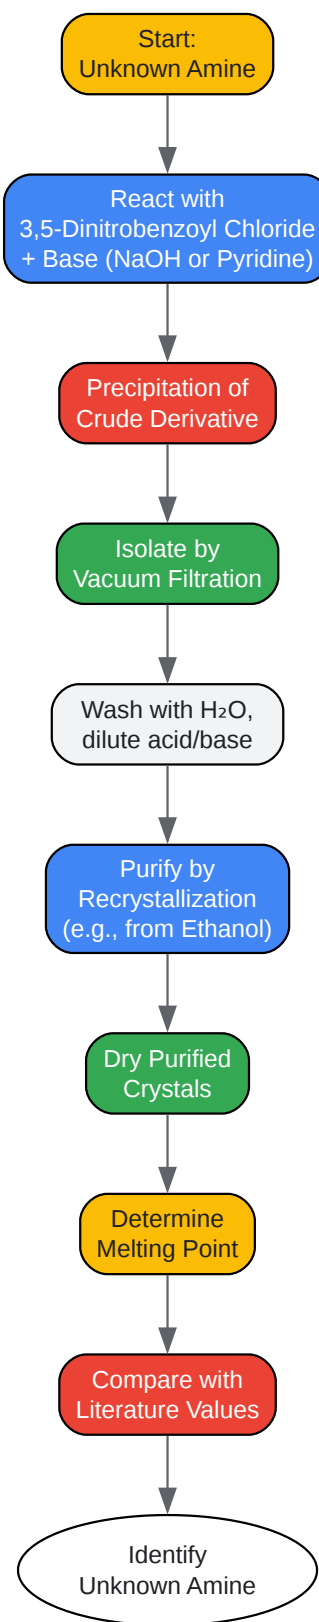 Start:
Unknown Amine
React with
3,5-Dinitrobenzoyl Chloride
+ Base (NaOH or Pyridine)
Precipitation of
Crude Derivative
Isolate by
Vacuum Filtration
Wash with H₂O,
dilute acid/base
Purify by
Recrystallization
(e.g., from Ethanol)
Dry Purified
Crystals
Determine
Melting Point
Compare with
Literature Values
Identify
Unknown Amine